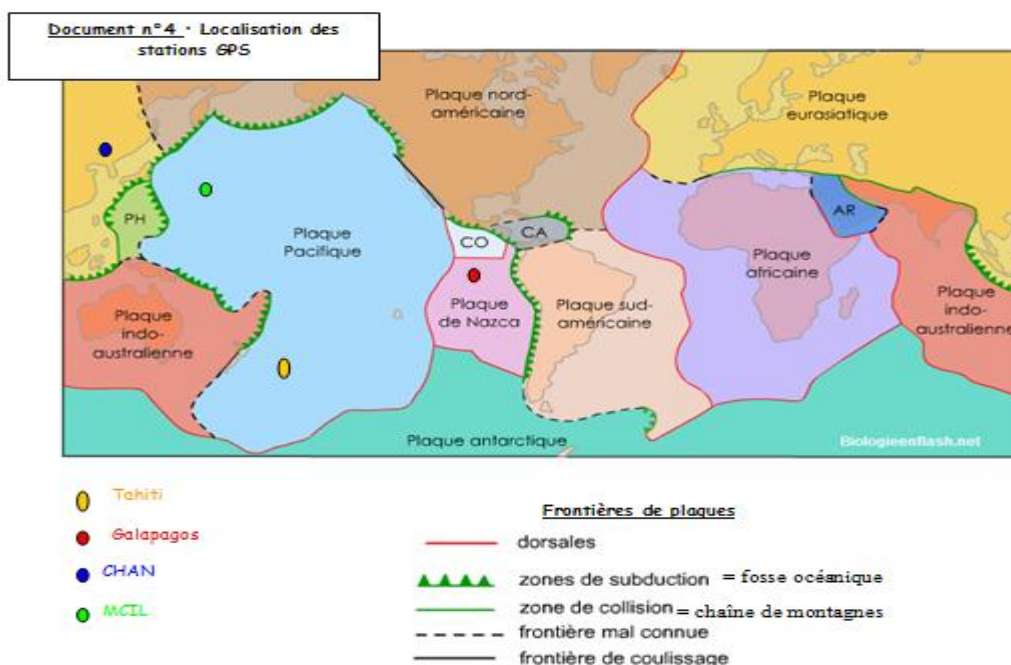 Document n°4 · Localisation des
stations GPS
Plaque nord-
américaine
Plaque
eurasiatique
PH
Plaque
Pacifique
CO
CA
AR
Plaque
africaine
Plaque
indo-
australienne
Plaque
de Nazca
Plaque sud-
américaine
Plaque
indo-
australienne
Plaque antarctique
Biologieenflash.net
Tahiti
Galapagos
CHAN
MCIL
Frontières de plaques
dorsales
zones de subduction = fosse océanique
zone de collision = chaîne de montagnes
frontière mal connue
frontière de coulissage